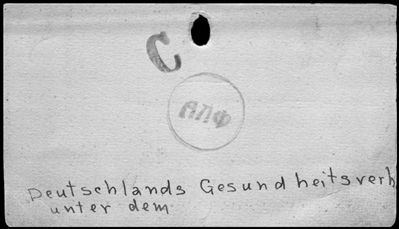 C
Deutschlands Gesundheitsverh
unter dem